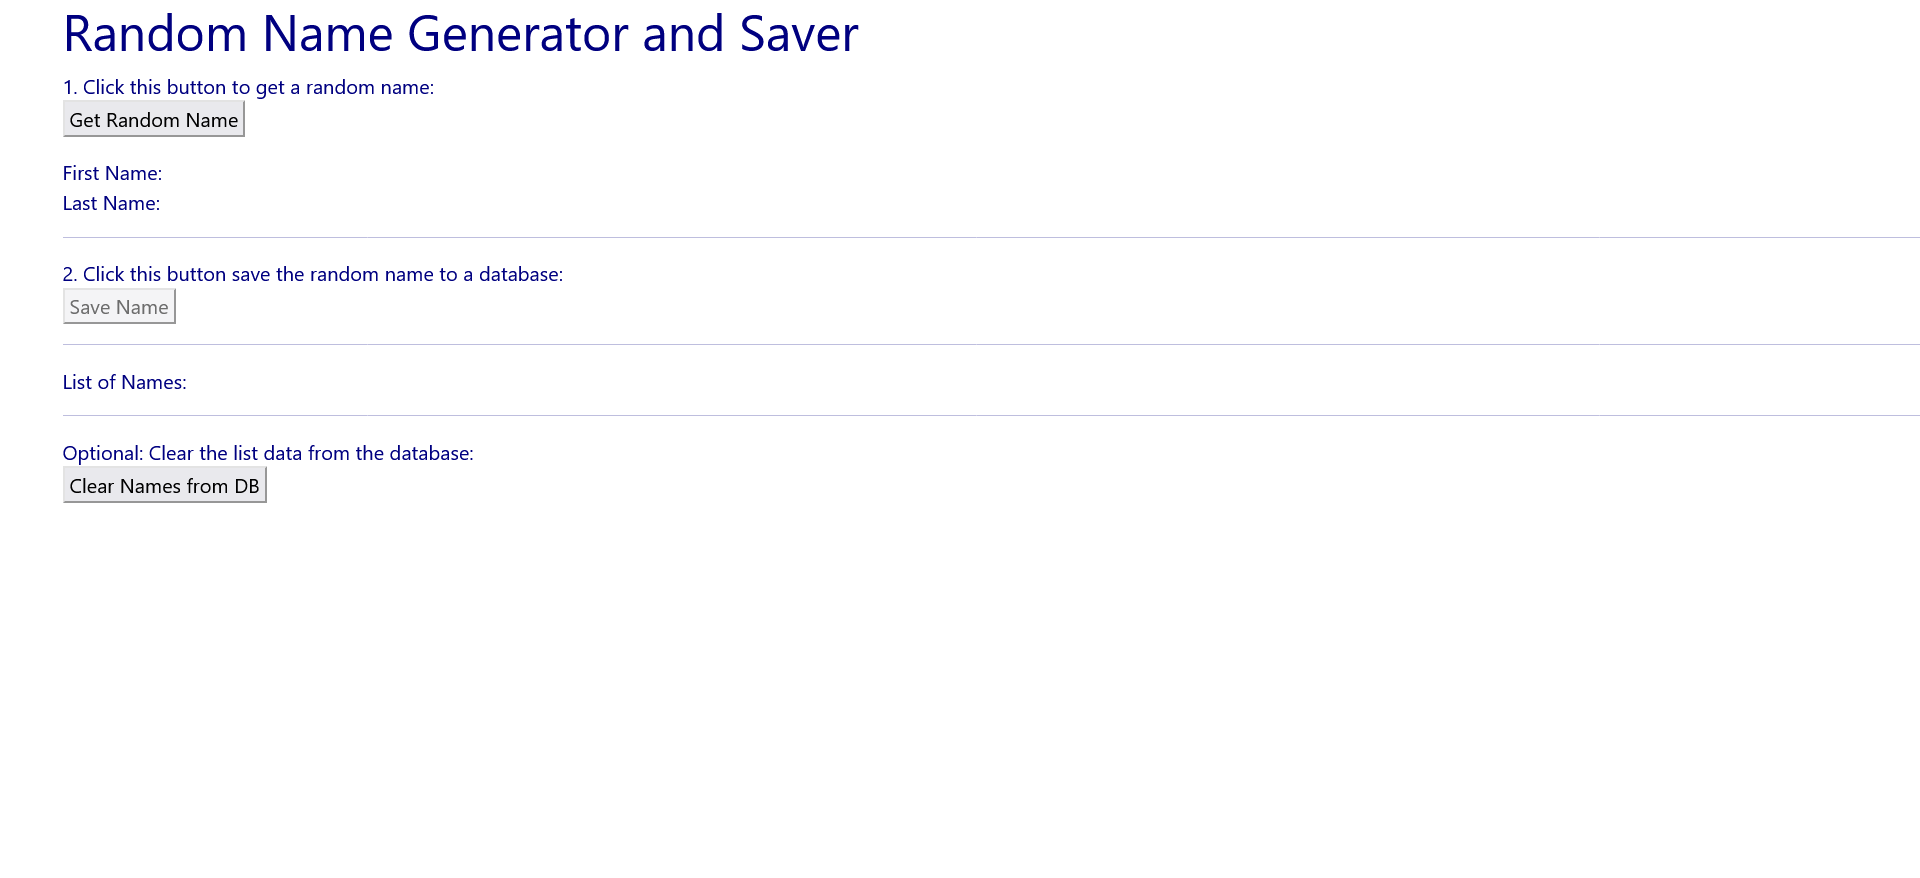 Random Name Generator and Saver
1. Click this button to get a random name:
Get Random Name
First Name:
Last Name:
2. Click this button save the random name to a database:
Save Name
List of Names:
Optional: Clear the list data from the database:
Clear Names from DB